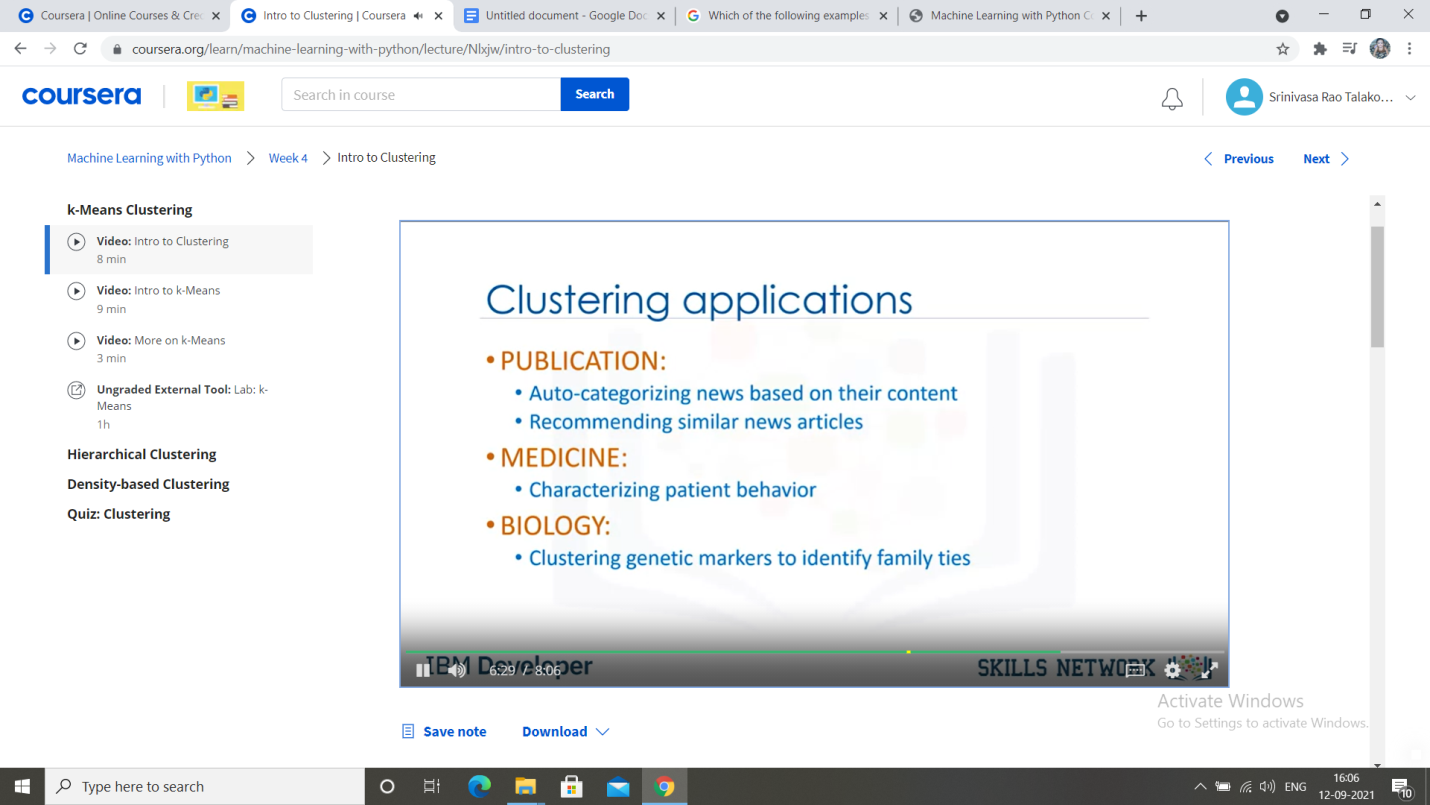 Coursera | Online Courses & Cre
Intro to Clustering | Coursera
Untitled document - Google Doc
Which of the following examples
Machine Learning with Python C
coursera.org/learn/machine-learning-with-python/lecture/Nlxjw/intro-to-clustering
coursera
Search in course
Search
Srinivasa Rao Talako...
Machine Learning with Python
Week 4
Intro to Clustering
Previous
Next
k-Means Clustering
Video: Intro to Clustering
8 min
Video: Intro to k-Means
9 min
Video: More on k-Means
3 min
Ungraded External Tool: Lab: k-
Means
1h
Hierarchical Clustering
Density-based Clustering
Quiz: Clustering
Clustering applications
• PUBLICATION:
• Auto-categorizing news based on their content
• Recommending similar news articles
• MEDICINE:
• Characterizing patient behavior
• BIOLOGY:
• Clustering genetic markers to identify family ties
IBM Developer
6:29 / 8:06
SKILLS NETWORK
Save note
Download
Activate Windows
Go to Settings to activate Windows.
Type here to search
ENG
16:06
12-09-2021
10